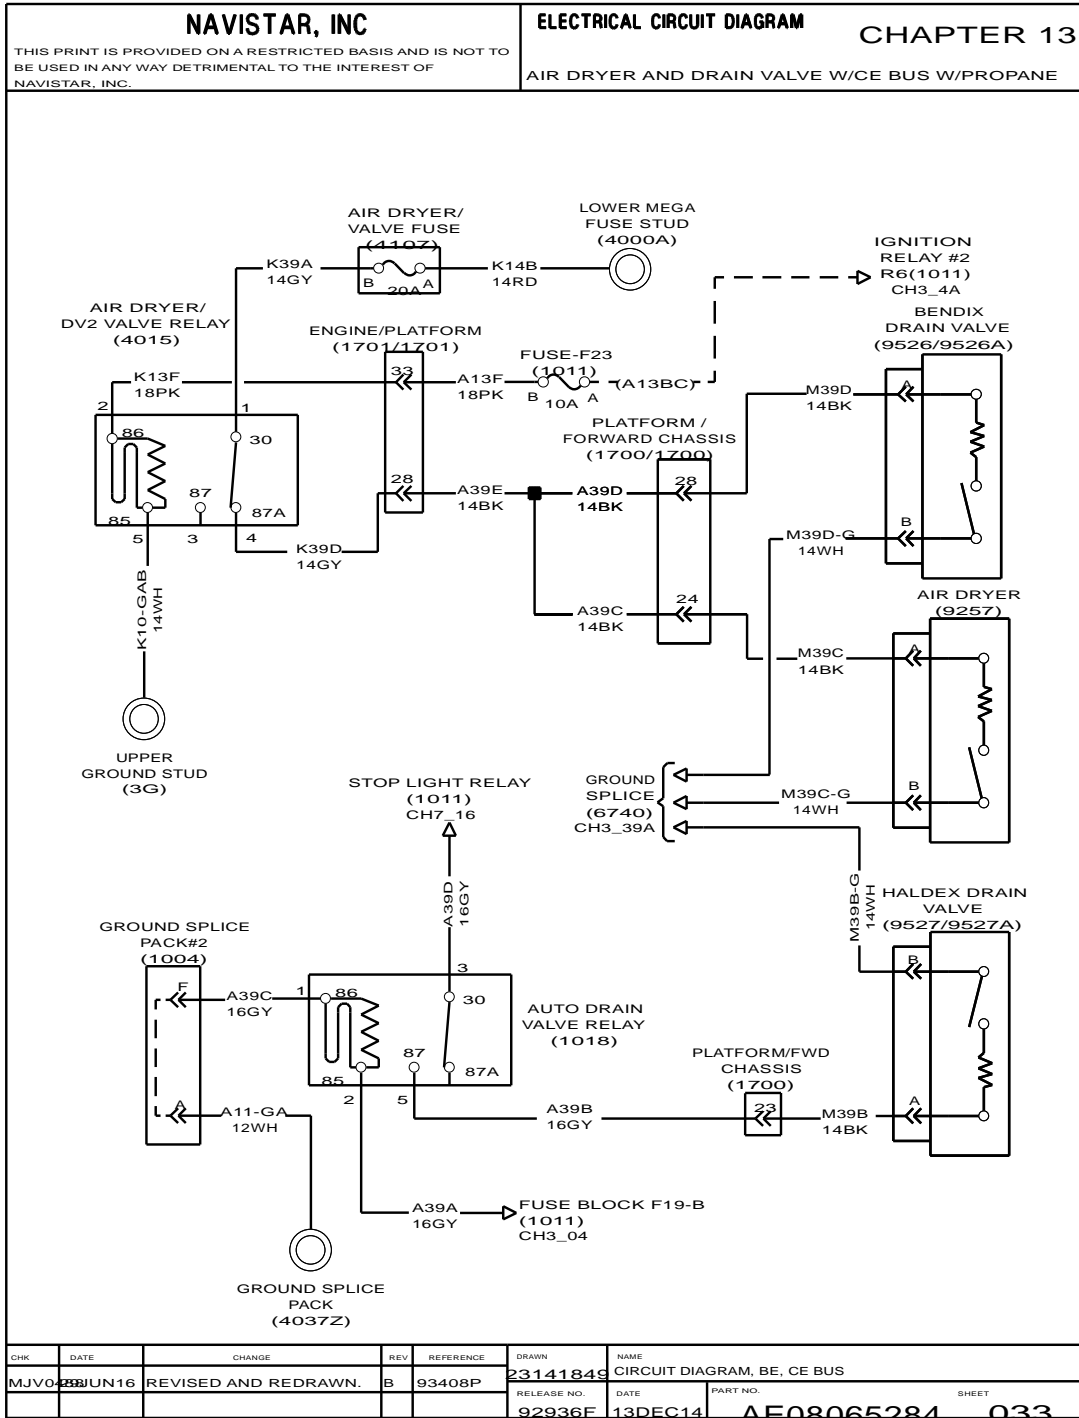 NAVISTAR, INC
THIS PRINT IS PROVIDED ON A RESTRICTED BASIS AND IS NOT TO
BE USED IN ANY WAY DETRIMENTAL TO THE INTEREST OF
NAVISTAR, INC.
ELECTRICAL CIRCUIT DIAGRAM
CHAPTER 13
AIR DRYER AND DRAIN VALVE W/CE BUS W/PROPANE
AIR DRYER/
VALVE FUSE
(4107)
K39A
14GY
B
20A
A
K14B
14RD
LOWER MEGA
FUSE STUD
(4000A)
IGNITION
RELAY #2
R6(1011)
CH3_4A
AIR DRYER/
DV2 VALVE RELAY
(4015)
ENGINE/PLATFORM
(1701/1701)
FUSE-F23
(1011)
BENDIX
DRAIN VALVE
(9526/9526A)
K13F
18PK
33
A13F
18PK
B
10A
A
(A13BC)
M39D
14BK
A
2
1
86
30
87
85
87A
5
3
4
PLATFORM /
FORWARD CHASSIS
(1700/1700)
28
A39E
14BK
A39D
14BK
28
K39D
14GY
M39D-G
14WH
B
K10-GAB
14WH
A39C
14BK
24
AIR DRYER
(9257)
M39C
14BK
A
UPPER
GROUND STUD
(3G)
STOP LIGHT RELAY
(1011)
CH7_16
GROUND
SPLICE
(6740)
CH3_39A
M39C-G
14WH
B
A39D
16GY
M39B-G
14WH
HALDEX DRAIN
VALVE
(9527/9527A)
B
GROUND SPLICE
PACK#2
(1004)
F
A39C
16GY
1
3
86
30
87
85
87A
2
5
AUTO DRAIN
VALVE RELAY
(1018)
PLATFORM/FWD
CHASSIS
(1700)
A
A11-GA
12WH
A39B
16GY
23
M39B
14BK
A
A39A
16GY
FUSE BLOCK F19-B
(1011)
CH3_04
GROUND SPLICE
PACK
(4037Z)
CHK
DATE
CHANGE
REV
REFERENCE
DRAWN
NAME
REVISED AND REDRAWN.
B
93408P
23141849
CIRCUIT DIAGRAM, BE, CE BUS
RELEASE NO.
DATE
PART NO.
SHEET
92936F
13DEC14
AE08065284
033